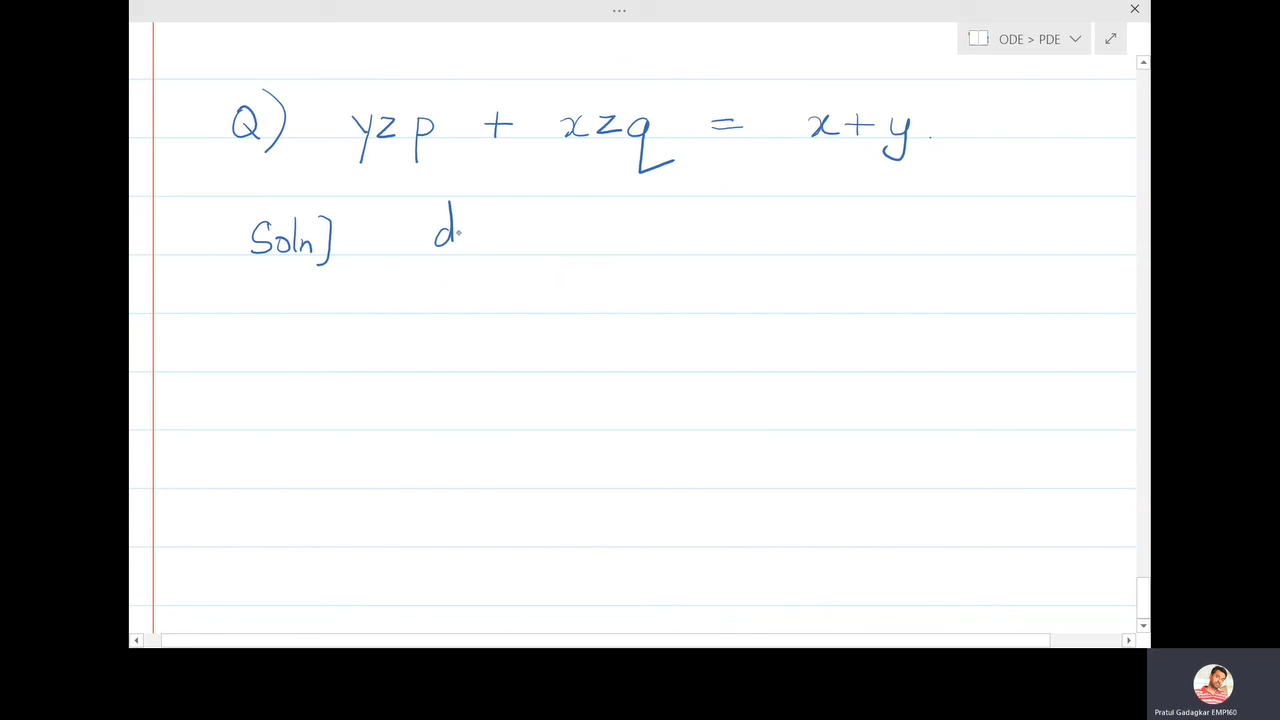 ODE > PDE
Q) yzp + xzq = x+y.
Soln] d
Pratul Gadagkar EMP160